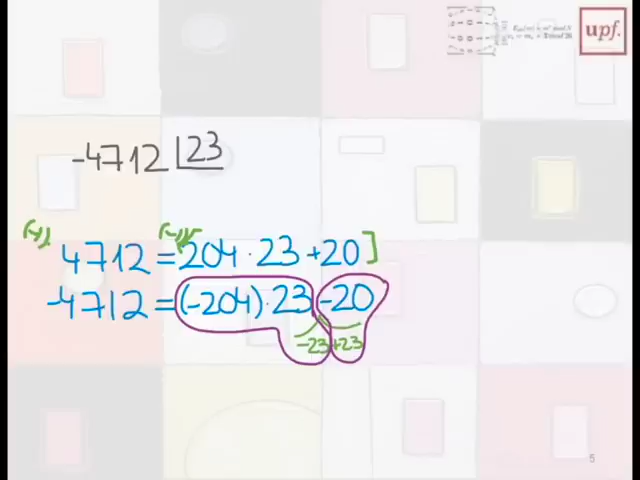 upf.
-4712 |23
(-1) 4712 = (-1)[204 · 23 + 20]
-4712 = (-204) · 23 - 20
-23 +23
5